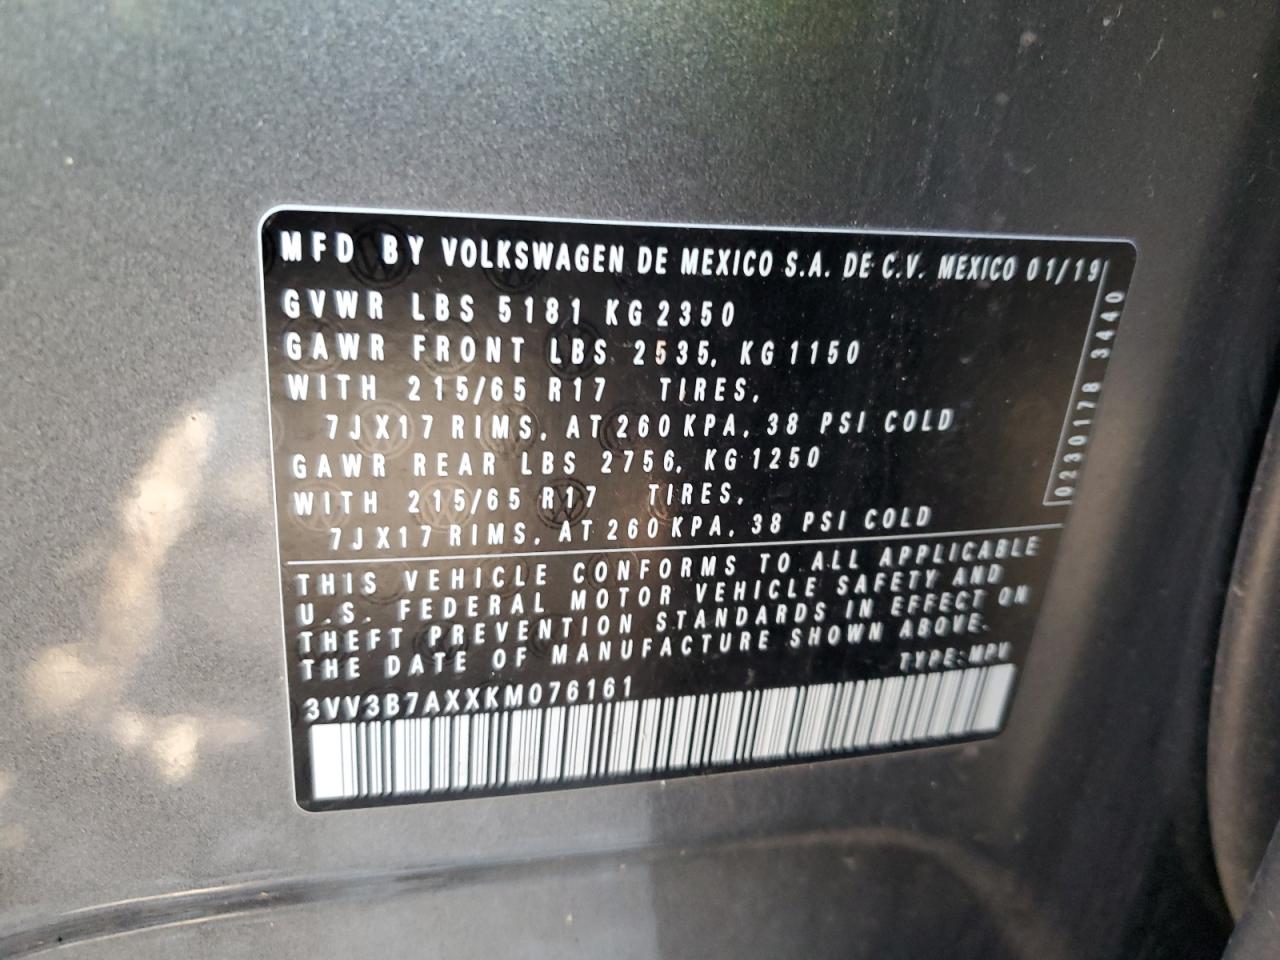 MFD BY VOLKSWAGEN DE MEXICO S.A. DE C.V. MEXICO 01/19
GVWR LBS 5181 KG 2350
GAWR FRONT LBS 2535, KG 1150
WITH 215/65 R17 TIRES,
7JX17 RIMS, AT 260 KPA, 38 PSI COLD
GAWR REAR LBS 2756, KG 1250
WITH 215/65 R17 TIRES,
7JX17 RIMS, AT 260 KPA, 38 PSI COLD
0230178 3440
THIS VEHICLE CONFORMS TO ALL APPLICABLE
U.S. FEDERAL MOTOR VEHICLE SAFETY AND
THEFT PREVENTION STANDARDS IN EFFECT ON
THE DATE OF MANUFACTURE SHOWN ABOVE.
TYPE: MPV
3VV3B7AXXKM076161